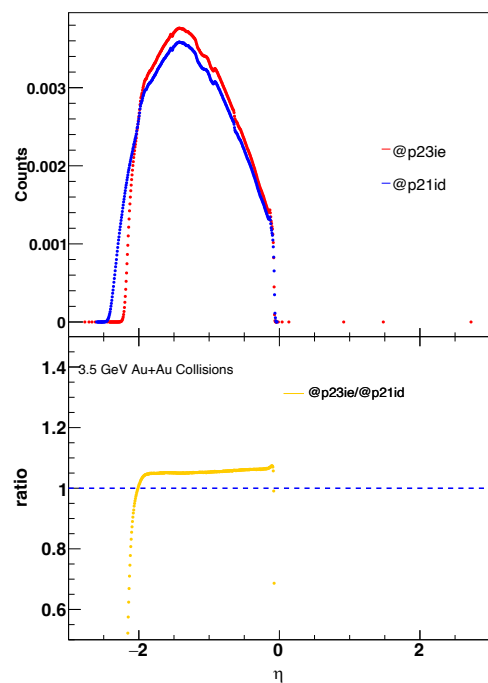 0.003
0.002
0.001
0
Counts
@p23ie
@p21id
3.5 GeV Au+Au Collisions
@p23ie/@p21id
1.4
1.2
1
0.8
0.6
ratio
−2
0
2
η